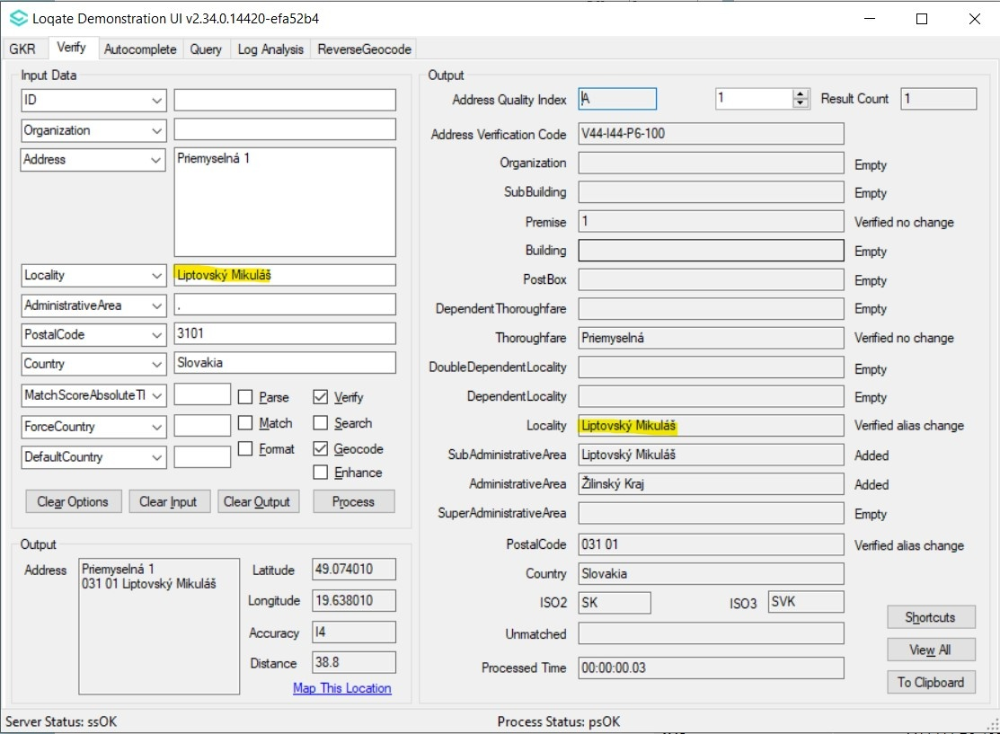 Loqate Demonstration UI v2.34.0.14420-efa52b4
GKR Verify Autocomplete Query Log Analysis ReverseGeocode
Input Data
ID
Organization
Address Priemyselná 1
Locality Liptovský Mikuláš
AdministrativeArea .
PostalCode 3101
Country Slovakia
MatchScoreAbsoluteTl Parse Verify
ForceCountry Match Search
DefaultCountry Format Geocode
Enhance
Clear Options Clear Input Clear Output Process
Output
Address Priemyselná 1
031 01 Liptovský Mikuláš
Latitude 49.074010
Longitude 19.638010
Accuracy I4
Distance 38.8
Map This Location
Output
Address Quality Index A 1 Result Count 1
Address Verification Code V44-I44-P6-100
Organization Empty
SubBuilding Empty
Premise 1 Verified no change
Building Empty
PostBox Empty
DependentThoroughfare Empty
Thoroughfare Priemyselná Verified no change
DoubleDependentLocality Empty
DependentLocality Empty
Locality Liptovský Mikuláš Verified alias change
SubAdministrativeArea Liptovský Mikuláš Added
AdministrativeArea Žilinský Kraj Added
SuperAdministrativeArea Empty
PostalCode 031 01 Verified alias change
Country Slovakia
ISO2 SK ISO3 SVK
Unmatched
Processed Time 00:00:00.03
Shortcuts
View All
To Clipboard
Server Status: ssOK Process Status: psOK